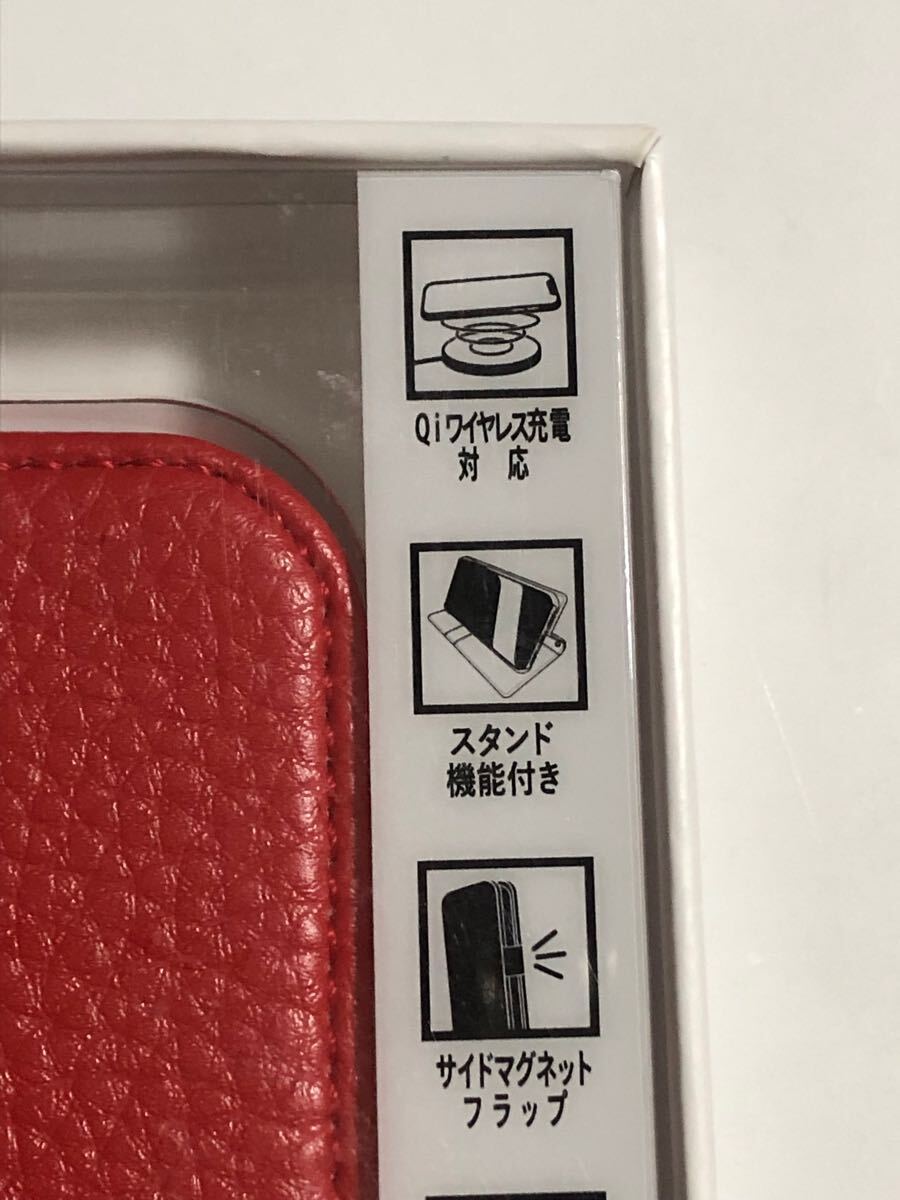 Qiワイヤレス充電
対応
スタンド
機能付き
サイドマグネット
フラップ